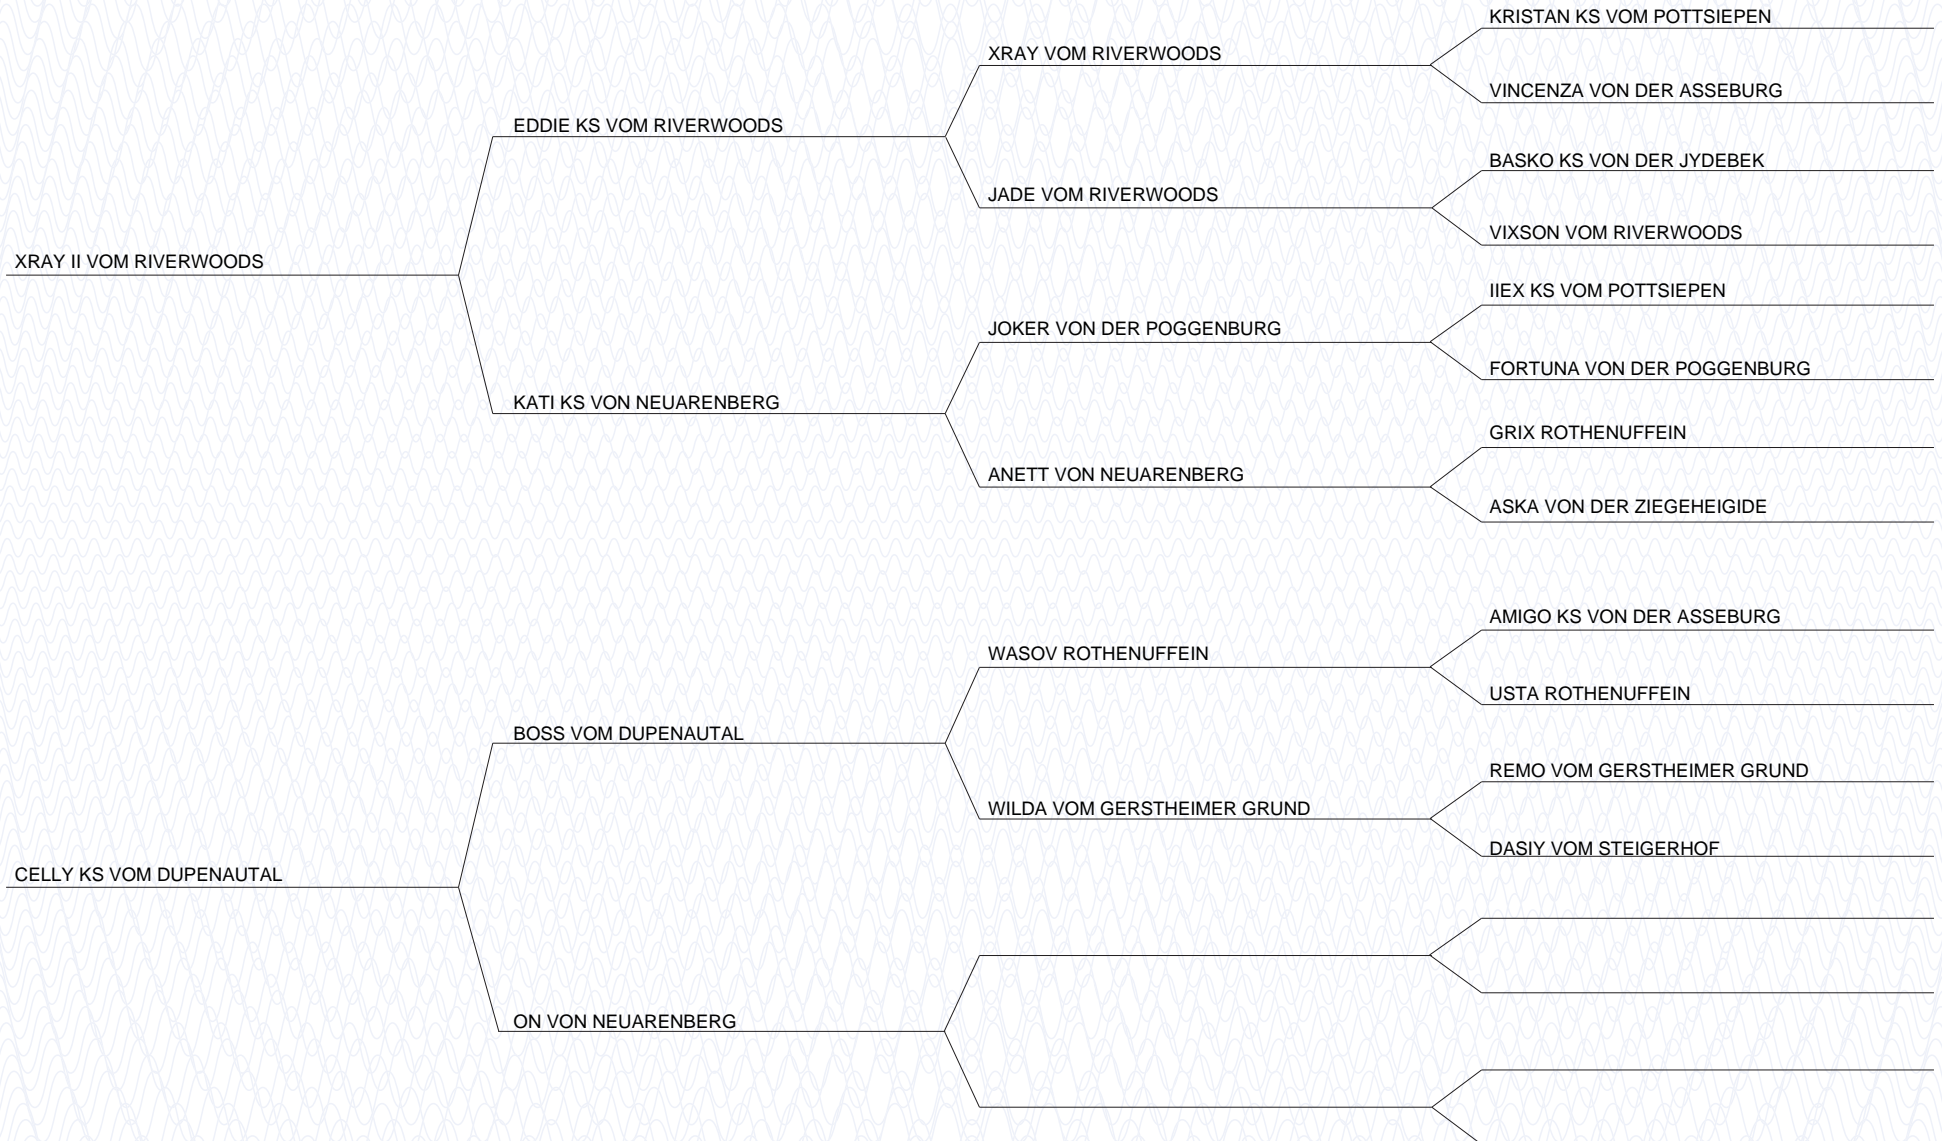 KRISTAN KS VOM POTTSIEPEN
XRAY VOM RIVERWOODS
VINCENZA VON DER ASSEBURG
EDDIE KS VOM RIVERWOODS
BASKO KS VON DER JYDEBEK
JADE VOM RIVERWOODS
VIXSON VOM RIVERWOODS
XRAY II VOM RIVERWOODS
IIEX KS VOM POTTSIEPEN
JOKER VON DER POGGENBURG
FORTUNA VON DER POGGENBURG
KATI KS VON NEUARENBERG
GRIX ROTHENUFFEIN
ANETT VON NEUARENBERG
ASKA VON DER ZIEGEHEIGIDE
AMIGO KS VON DER ASSEBURG
WASOV ROTHENUFFEIN
USTA ROTHENUFFEIN
BOSS VOM DUPENAUTAL
REMO VOM GERSTHEIMER GRUND
WILDA VOM GERSTHEIMER GRUND
DASIY VOM STEIGERHOF
CELLY KS VOM DUPENAUTAL
ON VON NEUARENBERG